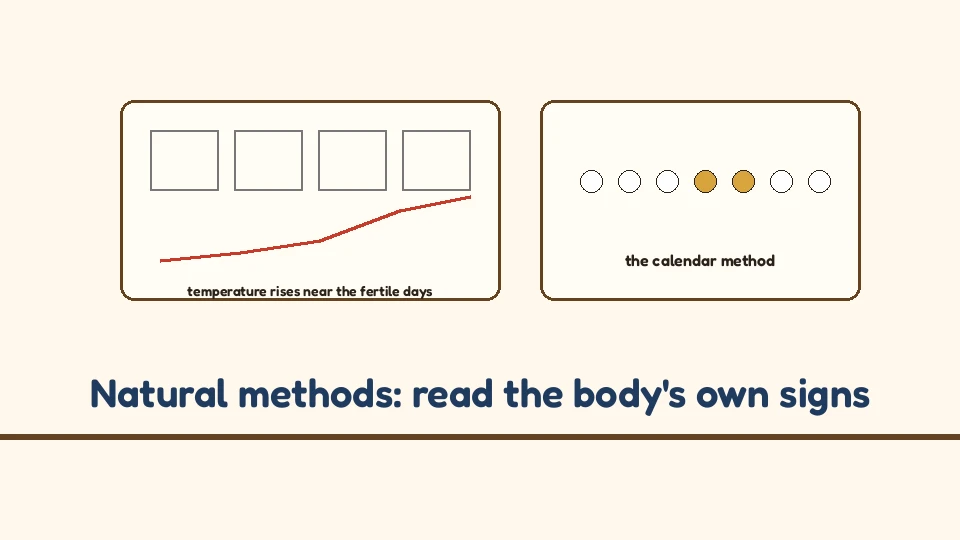 temperature rises near the fertile days
the calendar method
Natural methods: read the body's own signs